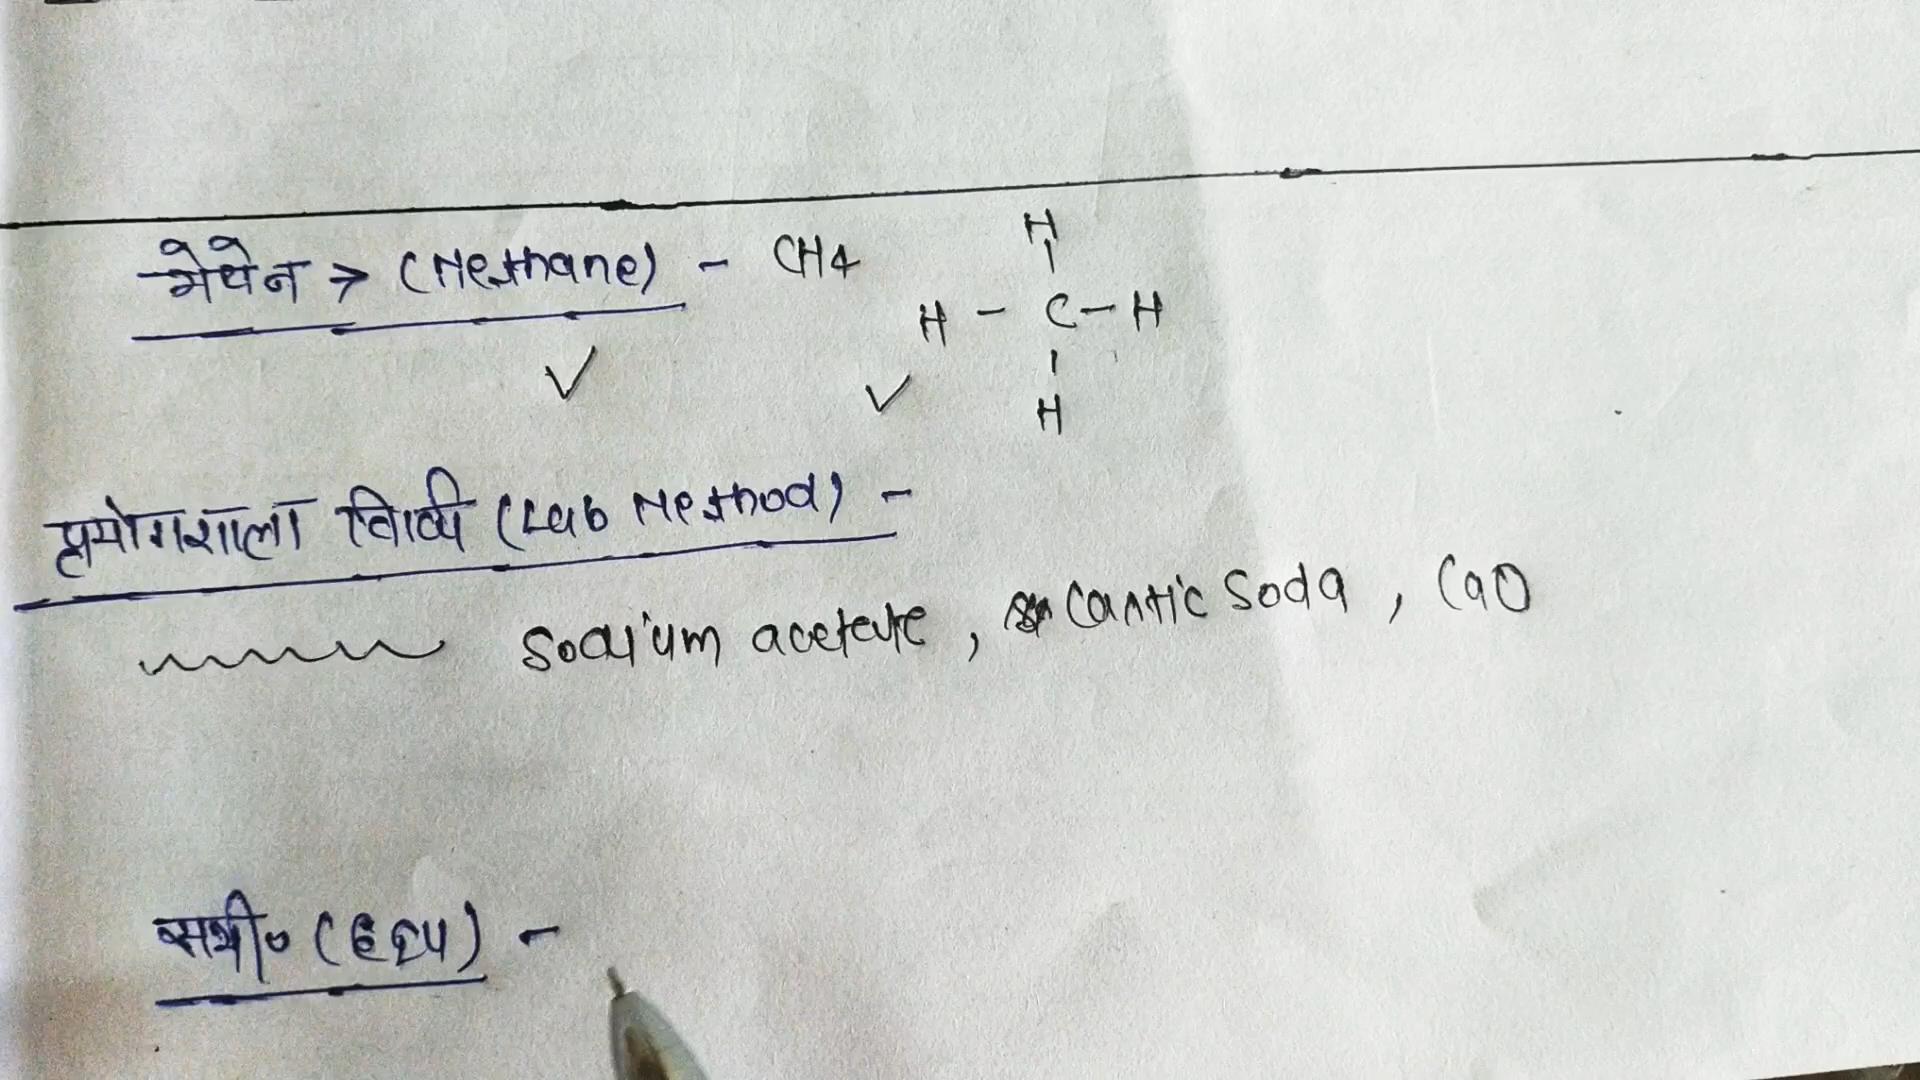 मेथेन → (Methane) - CH4
H
H - C - H
H
प्रयोगशाला विधि (Lab Method) -
Sodium acetate , Caustic Soda , CaO
समी० (Eqn) -